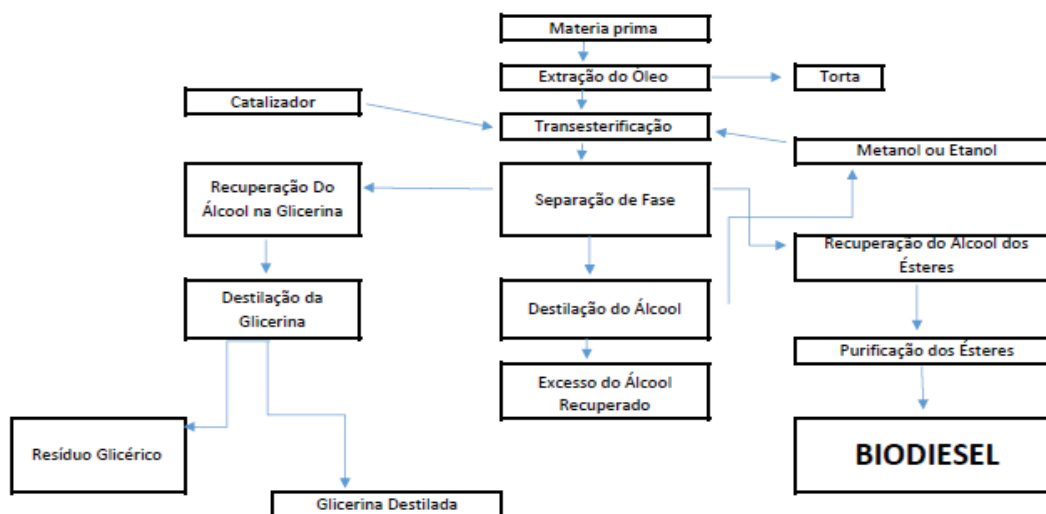 Materia prima
Extração do Óleo
Torta
Catalizador
Transesterificação
Metanol ou Etanol
Recuperação Do
Álcool na Glicerina
Separação de Fase
Recuperação do Álcool dos
Ésteres
Destilação da
Glicerina
Destilação do Álcool
Purificação dos Ésteres
Excesso do Álcool
Recuperado
Resíduo Glicérico
BIODIESEL
Glicerina Destilada